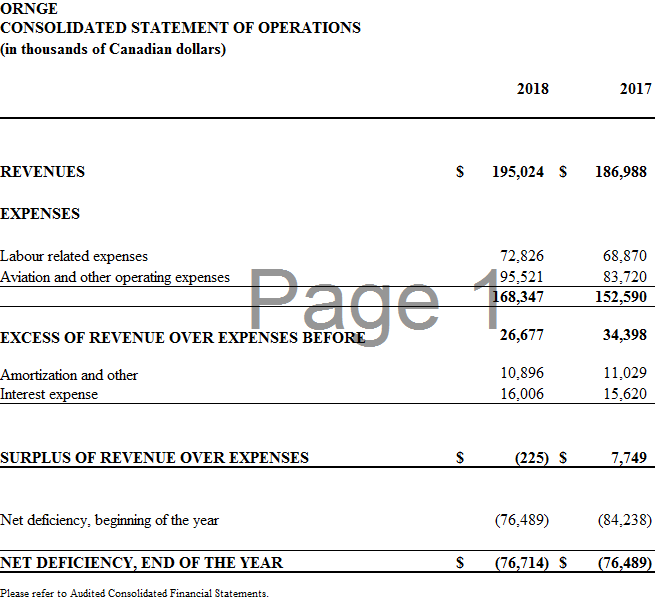 ORNGE
CONSOLIDATED STATEMENT OF OPERATIONS
(in thousands of Canadian dollars)
2018 2017
REVENUES $ 195,024 $ 186,988
EXPENSES
Labour related expenses 72,826 68,870
Aviation and other operating expenses 95,521 83,720
168,347 152,590
Page 1
EXCESS OF REVENUE OVER EXPENSES BEFORE 26,677 34,398
Amortization and other 10,896 11,029
Interest expense 16,006 15,620
SURPLUS OF REVENUE OVER EXPENSES $ (225) $ 7,749
Net deficiency, beginning of the year (76,489) (84,238)
NET DEFICIENCY, END OF THE YEAR $ (76,714) $ (76,489)
Please refer to Audited Consolidated Financial Statements.